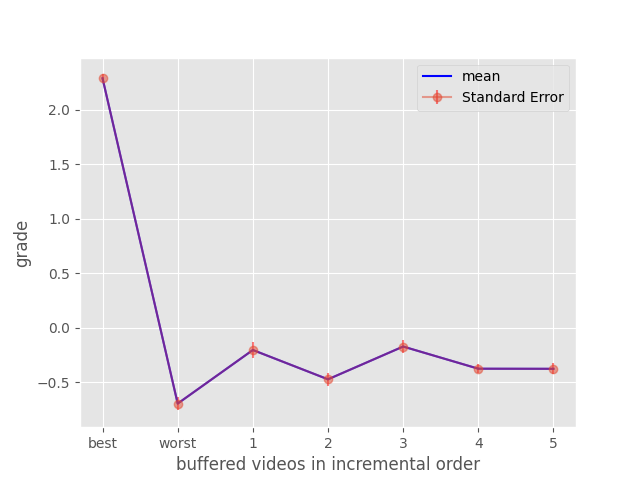 mean
Standard Error
grade
2.0
1.5
1.0
0.5
0.0
−0.5
best worst 1 2 3 4 5
buffered videos in incremental order